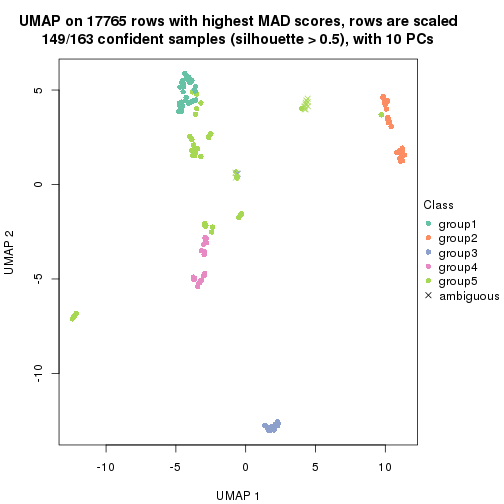 UMAP on 17765 rows with highest MAD scores, rows are scaled
149/163 confident samples (silhouette > 0.5), with 10 PCs
5
0
-5
-10
UMAP 2
-10
-5
0
5
10
UMAP 1
Class
group1
group2
group3
group4
group5
ambiguous